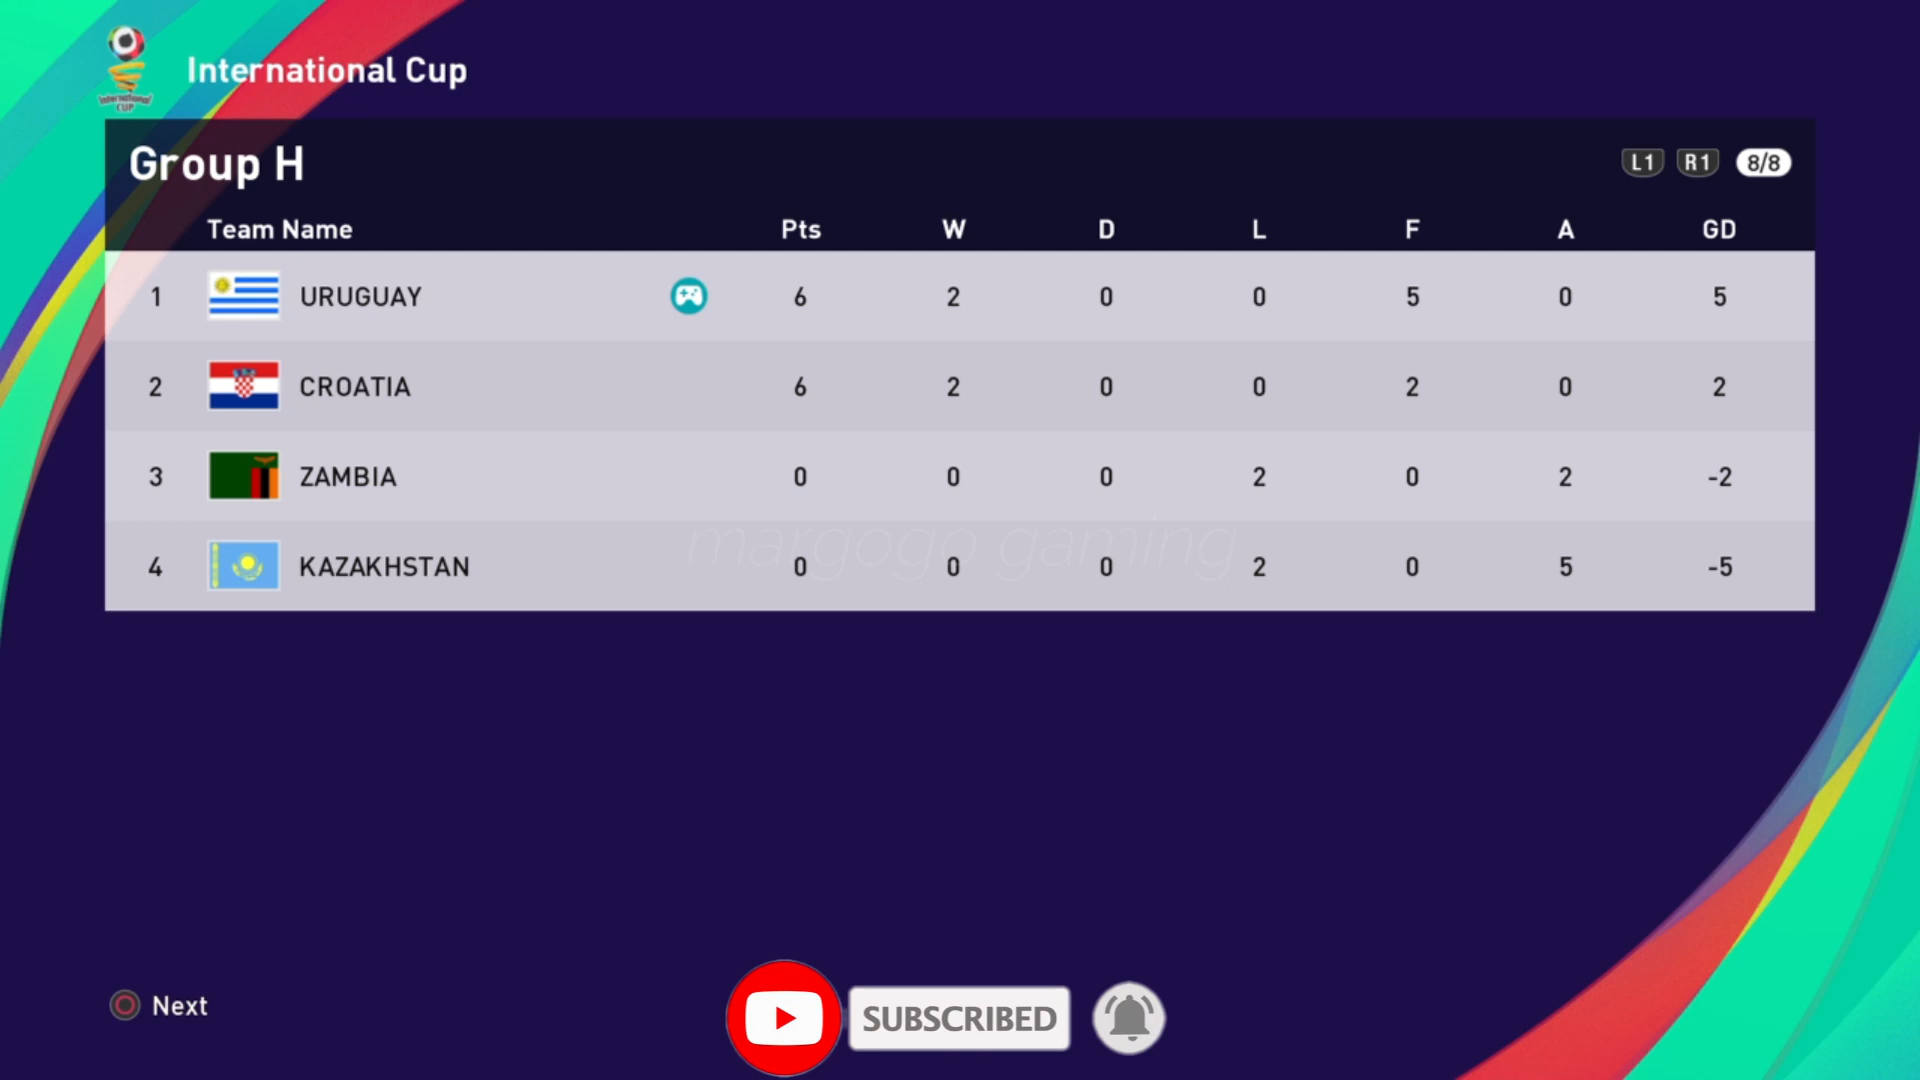 International CUP
International Cup
Group H
L1 R1 8/8
Team Name Pts W D L F A GD
1 URUGUAY 6 2 0 0 5 0 5
2 CROATIA 6 2 0 0 2 0 2
3 ZAMBIA 0 0 0 2 0 2 -2
4 KAZAKHSTAN 0 0 0 2 0 5 -5
margogo gaming
Next
SUBSCRIBED